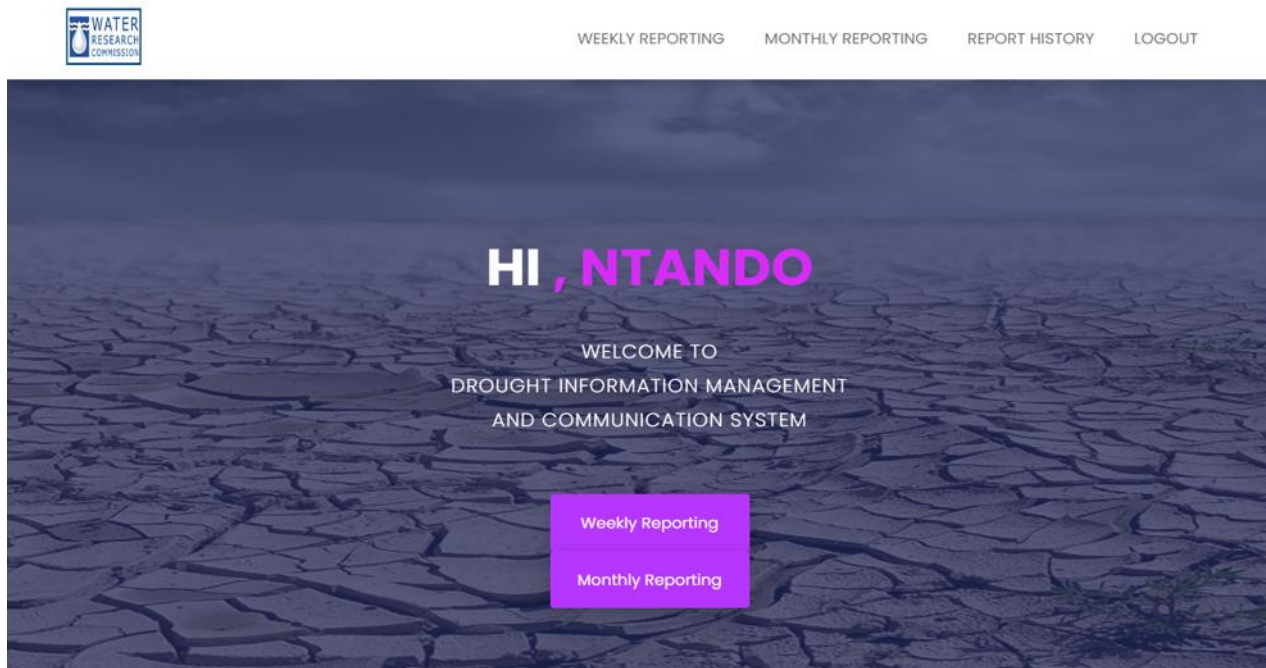 WATER
RESEARCH
COMMISSION
WEEKLY REPORTING MONTHLY REPORTING REPORT HISTORY LOGOUT
HI , NTANDO
WELCOME TO
DROUGHT INFORMATION MANAGEMENT
AND COMMUNICATION SYSTEM
Weekly Reporting
Monthly Reporting